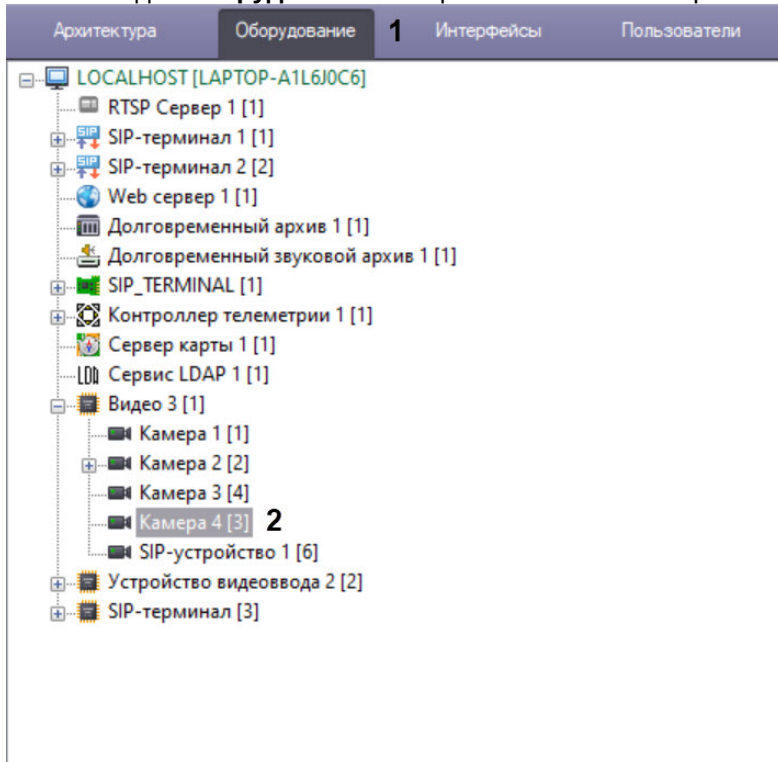 Архитектура Оборудование 1 Интерфейсы Пользователи
LOCALHOST [LAPTOP-A1L6J0C6]
RTSP Сервер 1 [1]
SIP-терминал 1 [1]
SIP-терминал 2 [2]
Web сервер 1 [1]
Долговременный архив 1 [1]
Долговременный звуковой архив 1 [1]
SIP_TERMINAL [1]
Контроллер телеметрии 1 [1]
Сервер карты 1 [1]
Сервис LDAP 1 [1]
Видео 3 [1]
Камера 1 [1]
Камера 2 [2]
Камера 3 [4]
Камера 4 [3] 2
SIP-устройство 1 [6]
Устройство видеоввода 2 [2]
SIP-терминал [3]